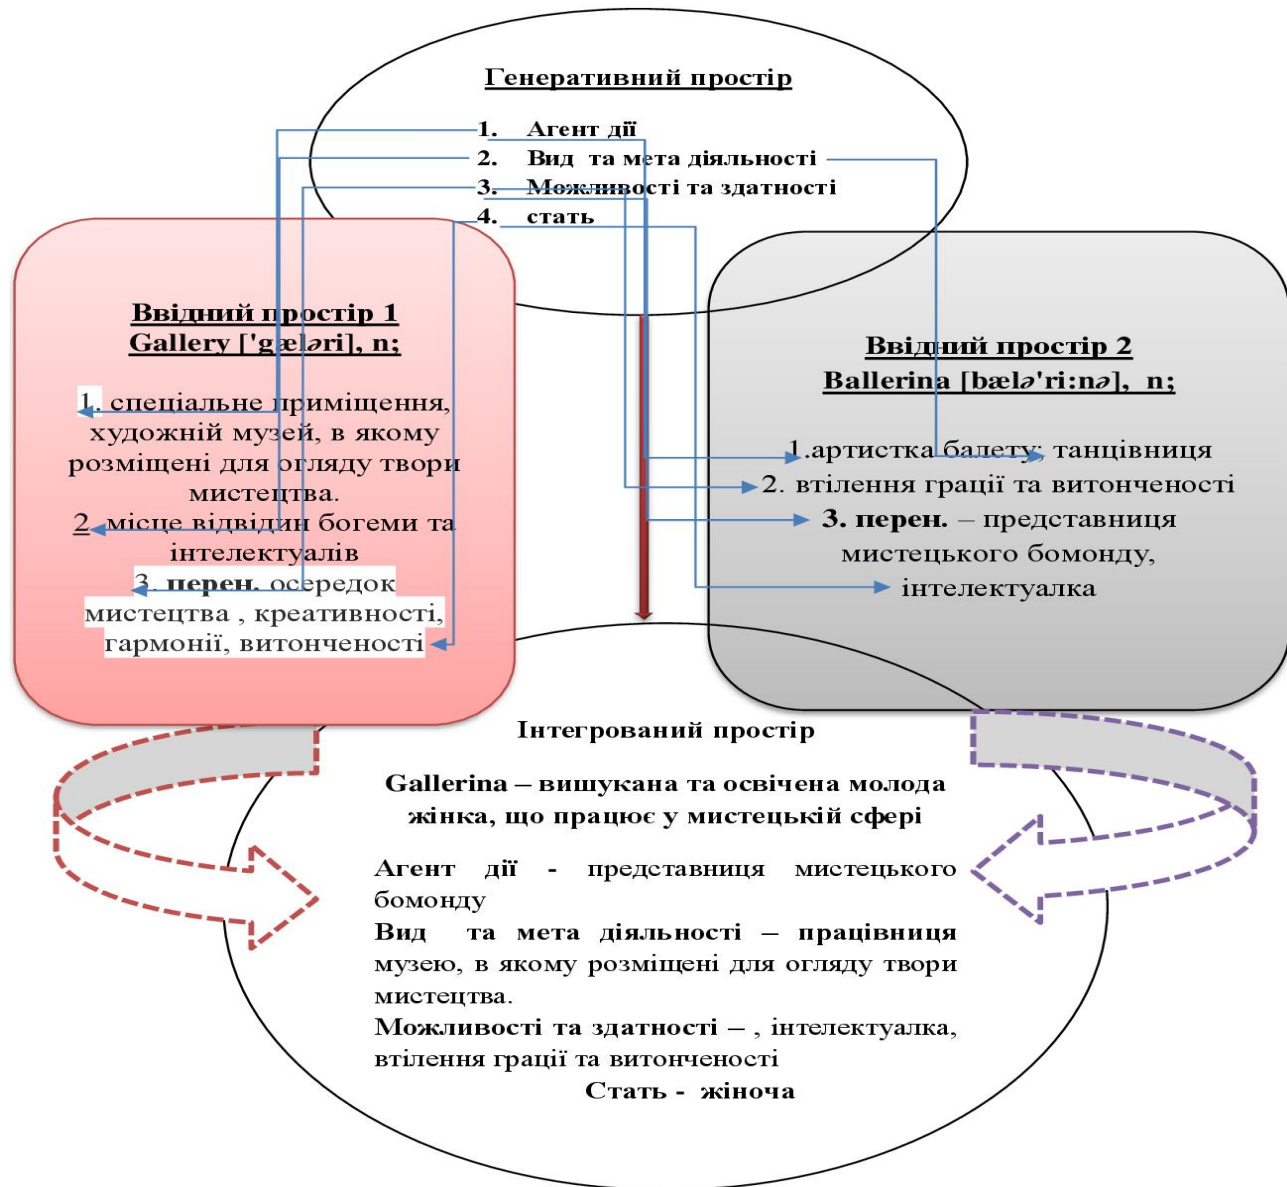 Генеративний простір
1. Агент дії
2. Вид та мета діяльності
3. Можливості та здатності
4. стать
Ввідний простір 1
Gallery ['gæləri], n;
1. спеціальне приміщення,
художній музей, в якому
розміщені для огляду твори
мистецтва.
2 місце відвідин богеми та
інтелектуалів
3. перен. осередок
мистецтва , креативності,
гармонії, витонченості
Ввідний простір 2
Ballerina [bælə'ri:nə], n;
1.артистка балету; танцівниця
2. втілення грації та витонченості
3. перен. – представниця
мистецького бомонду,
інтелектуалка
Інтегрований простір
Gallerina – вишукана та освічена молода
жінка, що працює у мистецькій сфері
Агент дії - представниця мистецького
бомонду
Вид та мета діяльності – працівниця
музею, в якому розміщені для огляду твори
мистецтва.
Можливості та здатності – , інтелектуалка,
втілення грації та витонченості
Стать - жіноча